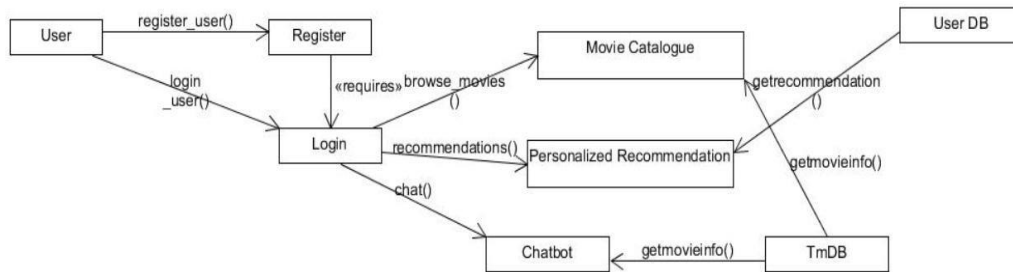 register_user()
User
Register
Movie Catalogue
User DB
login
_user()
«requires»
browse_movies
()
getrecommendation
()
Login
recommendations()
Personalized Recommendation
getmovieinfo()
chat()
Chatbot
getmovieinfo()
TmDB